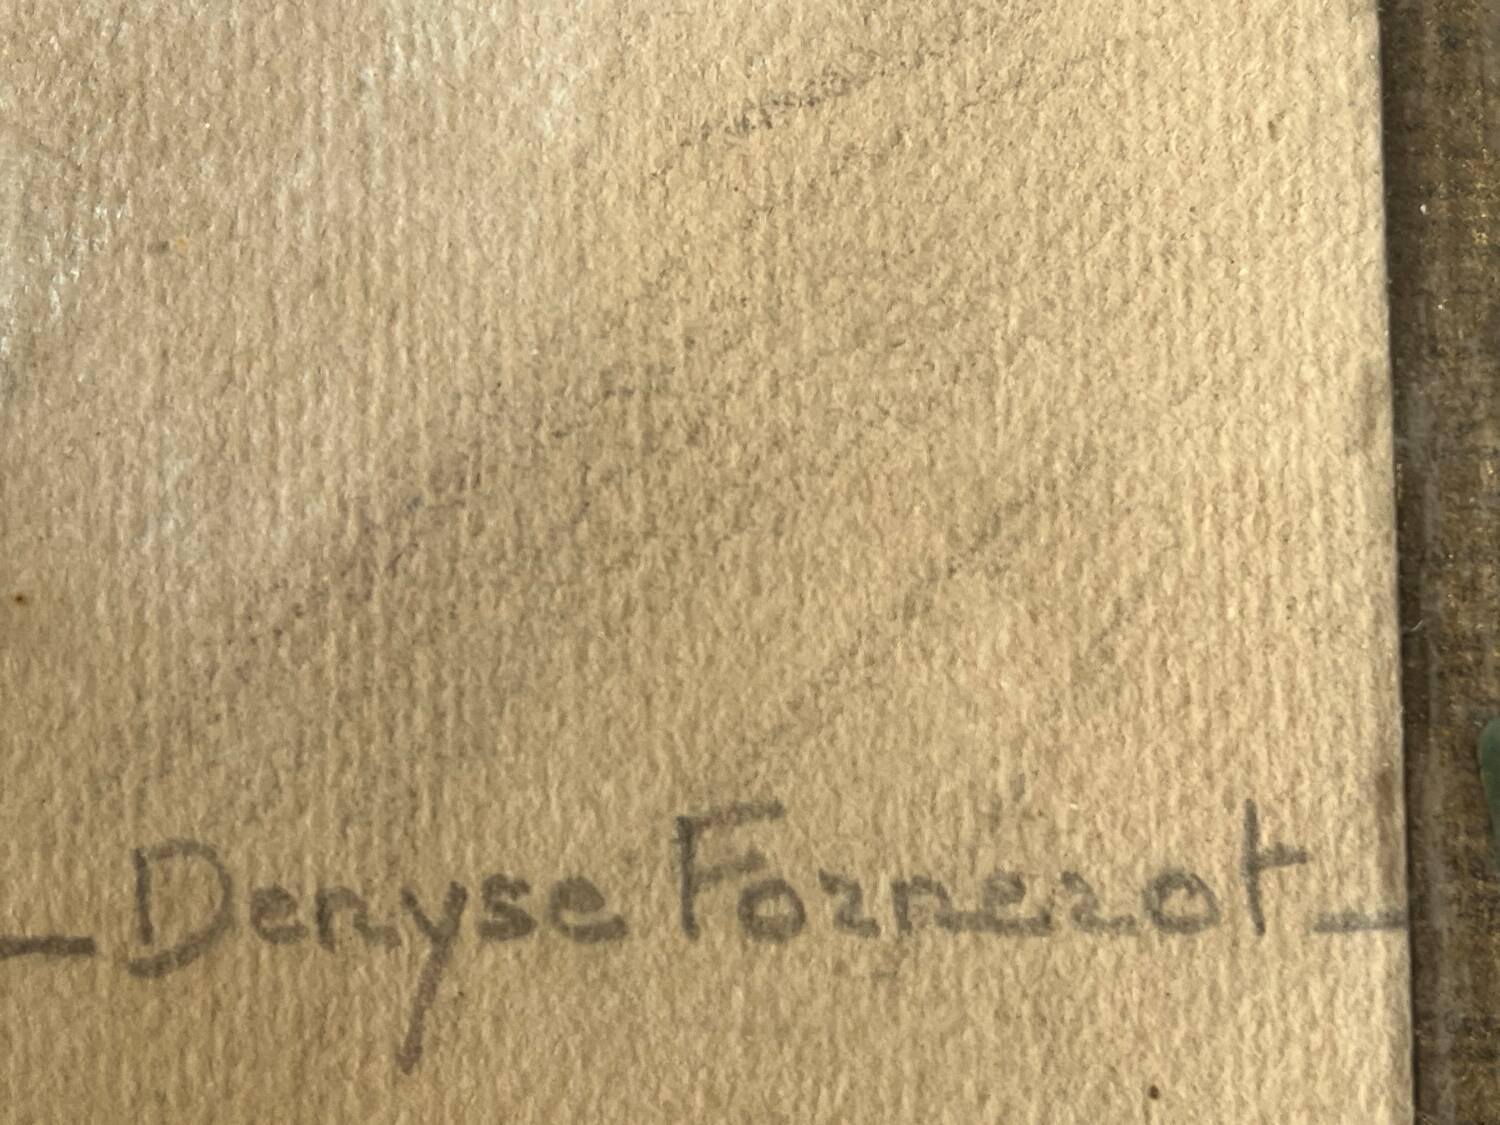 _ Denyse Fornerot _